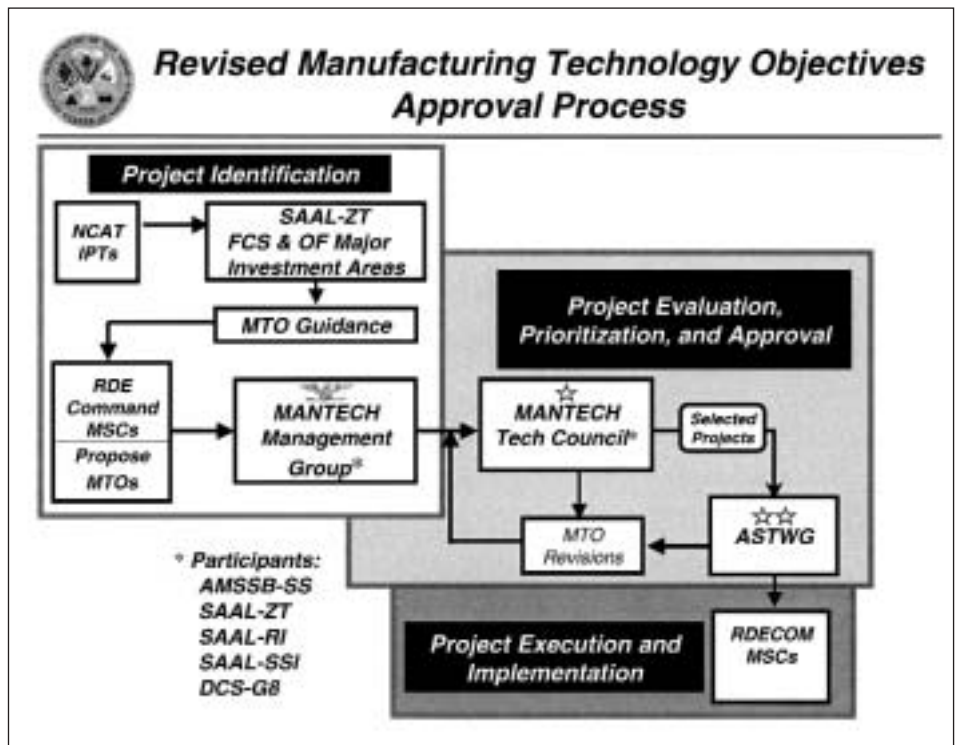 Revised Manufacturing Technology Objectives
Approval Process
Project Identification
NCAT
IPTs
SAAL-ZT
FCS & OF Major
Investment Areas
MTO Guidance
RDE
Command
MSCs
Propose
MTOs
MANTECH
Management
Group*
Project Evaluation,
Prioritization, and Approval
MANTECH
Tech Council*
Selected
Projects
MTO
Revisions
ASTWG
* Participants:
AMSSB-SS
SAAL-ZT
SAAL-RI
SAAL-SSI
DCS-G8
Project Execution and
Implementation
RDECOM
MSCs